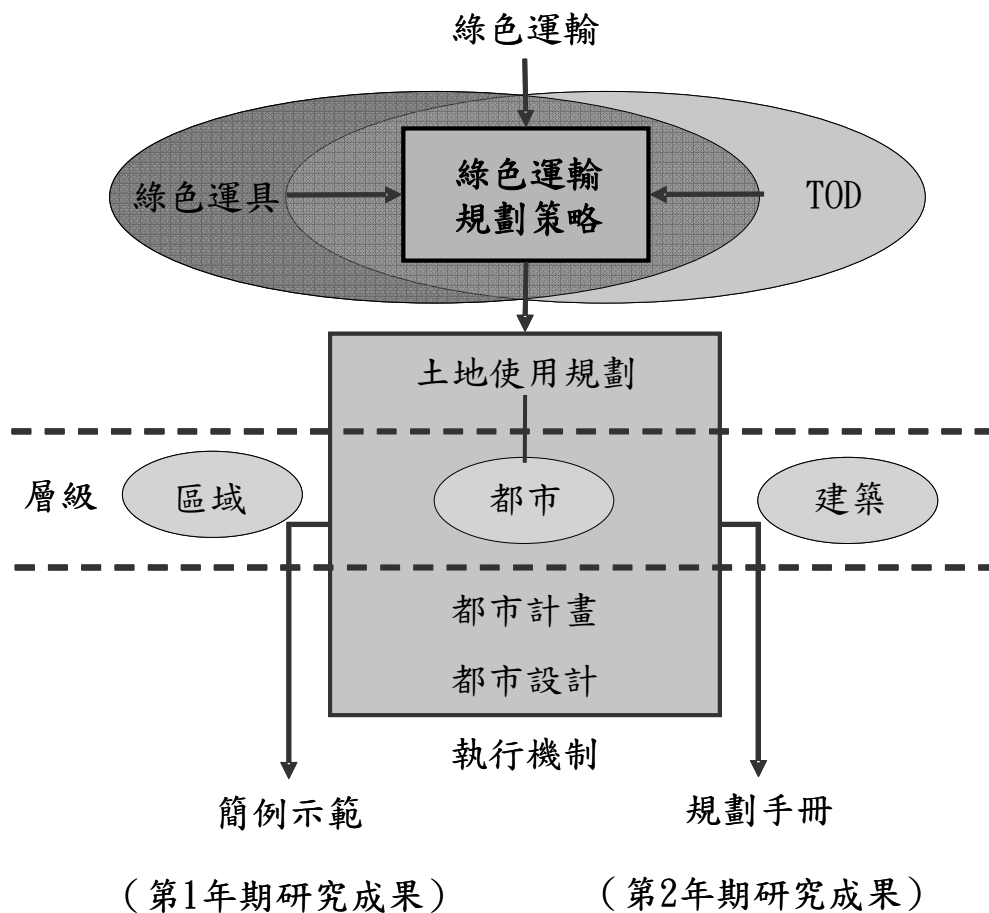 綠色運輸
綠色運輸
規劃策略
綠色運具
TOD
土地使用規劃
層級
區域
都市
建築
都市計畫
都市設計
執行機制
簡例示範
規劃手冊
（第1年期研究成果）
（第2年期研究成果）